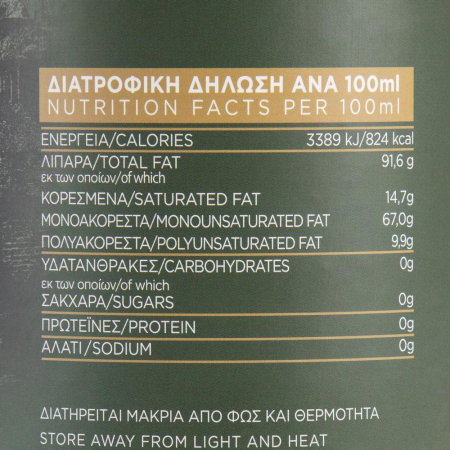 ΔΙΑΤΡΟΦΙΚΗ ΔΗΛΩΣΗ ΑΝΑ 100ml
NUTRITION FACTS PER 100ml
ΕΝΕΡΓΕΙΑ/CALORIES 3389 kJ/824 kcal
ΛΙΠΑΡΑ/TOTAL FAT 91,6 g
εκ των οποίων/of which
ΚΟΡΕΣΜΕΝΑ/SATURATED FAT 14,7g
ΜΟΝΟΑΚΟΡΕΣΤΑ/MONOUNSATURATED FAT 67,0g
ΠΟΛΥΑΚΟΡΕΣΤΑ/POLYUNSATURATED FAT 9,9g
ΥΔΑΤΑΝΘΡΑΚΕΣ/CARBOHYDRATES 0g
εκ των οποίων/of which
ΣΑΚΧΑΡΑ/SUGARS 0g
ΠΡΩΤΕΪΝΕΣ/PROTEIN 0g
ΑΛΑΤΙ/SODIUM 0g
ΔΙΑΤΗΡΕΙΤΑΙ ΜΑΚΡΙΑ ΑΠΟ ΦΩΣ ΚΑΙ ΘΕΡΜΟΤΗΤΑ
STORE AWAY FROM LIGHT AND HEAT